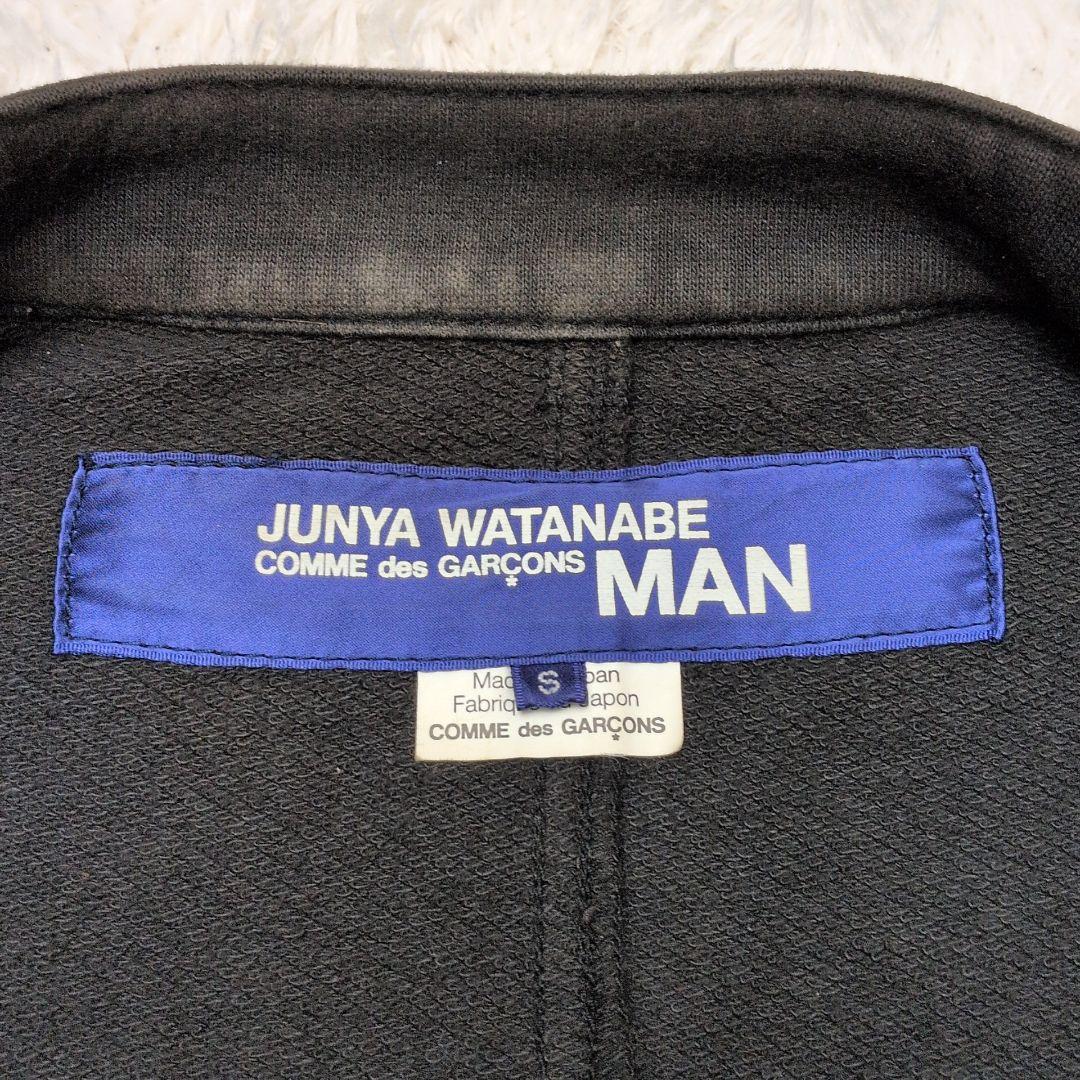 JUNYA WATANABE
COMME des GARÇONS MAN
S
Japon
COMME des GARÇONS